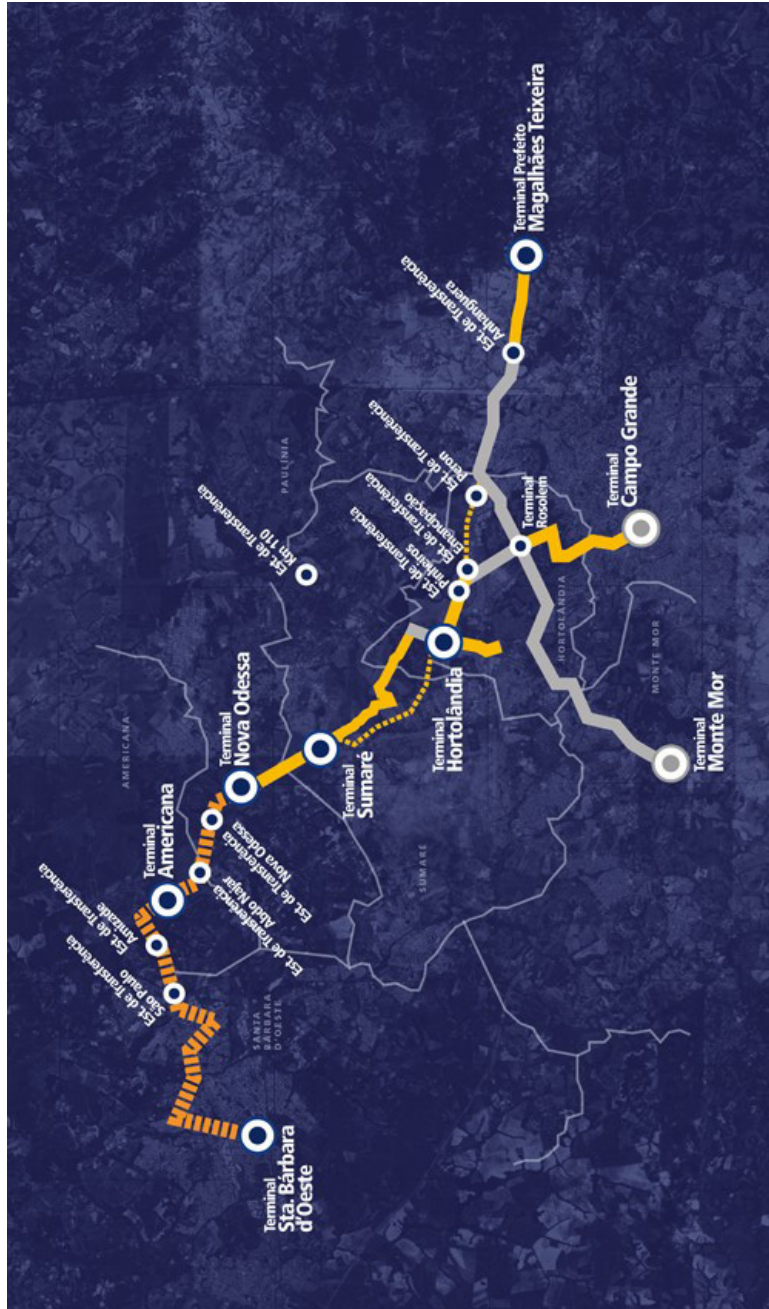 Terminal
Sta. Bárbara
d'Oeste
Est. de Transferência
São Paulo
Est. de Transferência
Amizade
Terminal
Americana
Est. de Transferência
Abdo Najar
Est. de Transferência
Nova Odessa
Terminal
Nova Odessa
Terminal
Sumaré
Terminal
Hortolândia
Est. de Transferência
Pinheiros
Est. de Transferência
Emancipação
Est. de Transferência
Peron
Est. de Transferência
Km 110
Terminal
Rosolem
Est. de Transferência
Anhanguera
Terminal Prefeito
Magalhães Teixeira
Terminal
Campo Grande
Terminal
Monte Mor
AMERICANA
PAULÍNIA
SANTA
BÁRBARA
D'OESTE
SUMARÉ
HORTOLÂNDIA
MONTE MOR